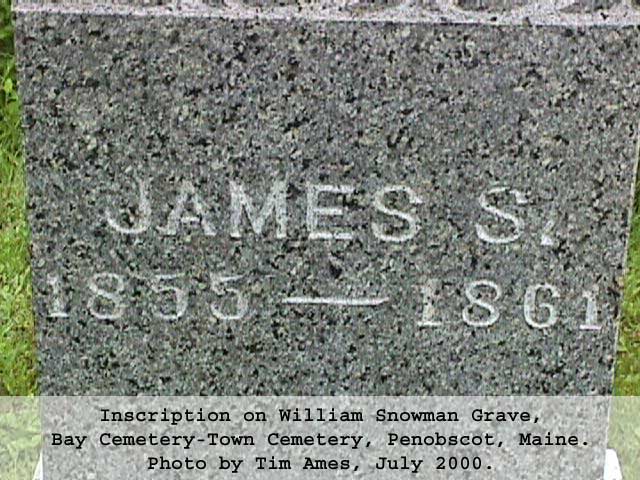 JAMES S.
1855 — 1861
Inscription on William Snowman Grave,
Bay Cemetery-Town Cemetery, Penobscot, Maine.
Photo by Tim Ames, July 2000.